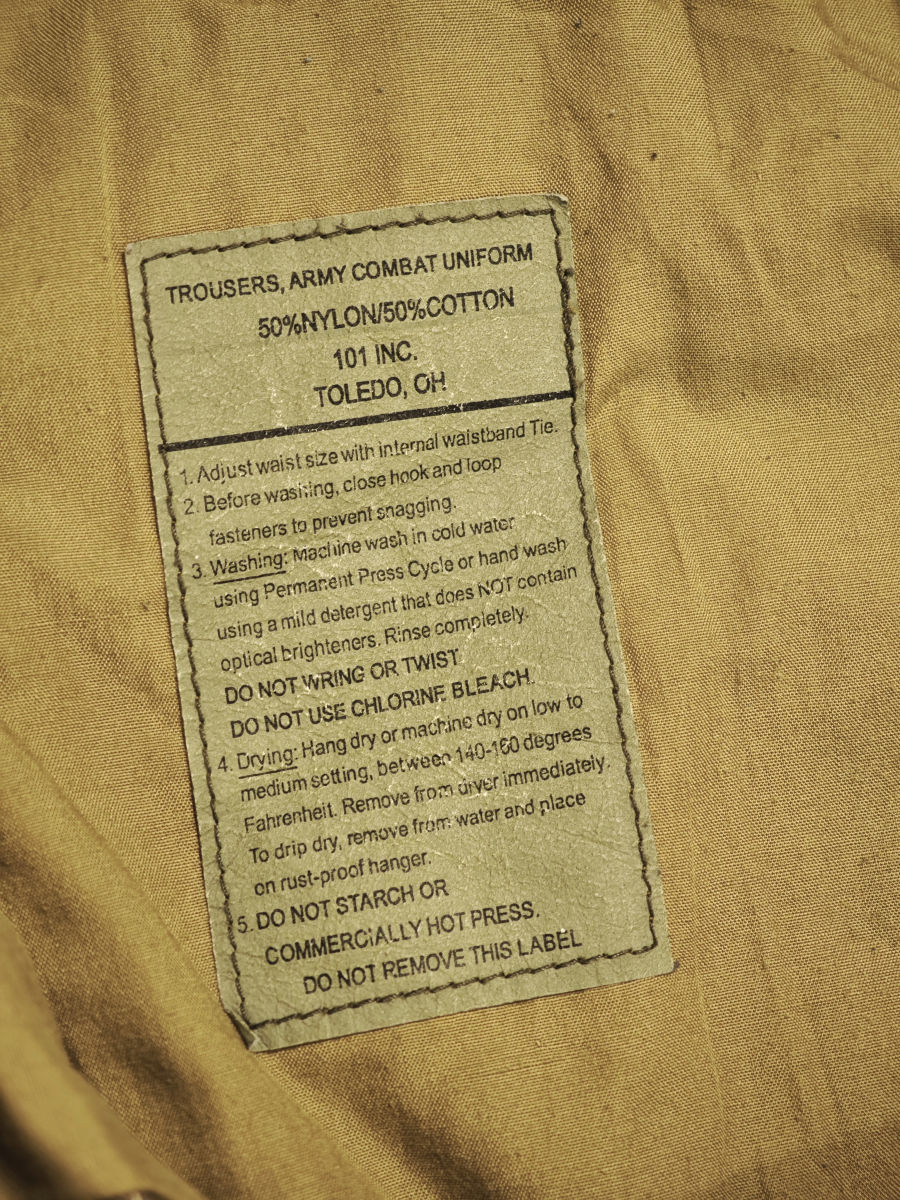 TROUSERS, ARMY COMBAT UNIFORM
50%NYLON/50%COTTON
101 INC.
TOLEDO, OH
1. Adjust waist size with internal waistband Tie.
2. Before washing, close hook and loop
fasteners to prevent snagging.
3. Washing: Machine wash in cold water
using Permanent Press Cycle or hand wash
using a mild detergent that does NOT contain
optical brighteners. Rinse completely.
DO NOT WRING OR TWIST
DO NOT USE CHLORINE BLEACH.
4. Drying: Hang dry or machine dry on low to
medium setting, between 140-160 degrees
Fahrenheit. Remove from dryer immediately.
To drip dry, remove from water and place
on rust-proof hanger.
5. DO NOT STARCH OR
COMMERCIALLY HOT PRESS.
DO NOT REMOVE THIS LABEL